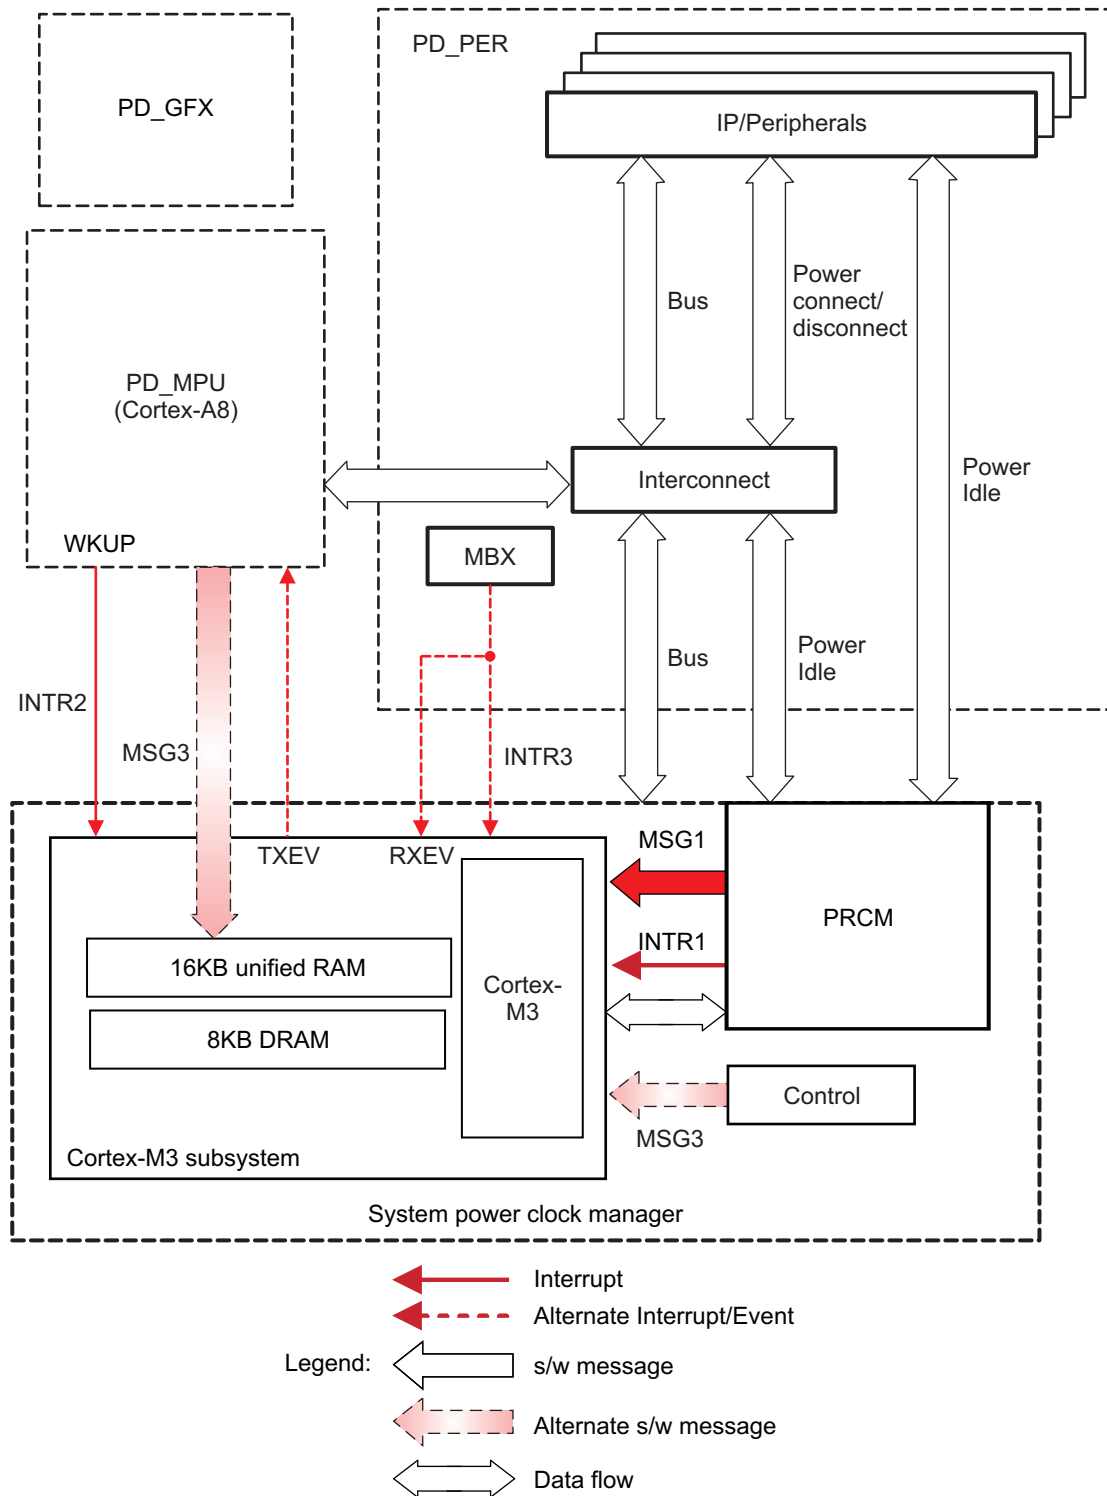 PD_PER
PD_GFX
IP/Peripherals
Bus
Power
connect/
disconnect
PD_MPU
(Cortex-A8)
Interconnect
Power
Idle
WKUP
MBX
Bus
Power
Idle
INTR2
MSG3
INTR3
TXEV
RXEV
MSG1
PRCM
INTR1
16KB unified RAM
Cortex-
M3
8KB DRAM
Control
MSG3
Cortex-M3 subsystem
System power clock manager
Interrupt
Alternate Interrupt/Event
Legend:
s/w message
Alternate s/w message
Data flow